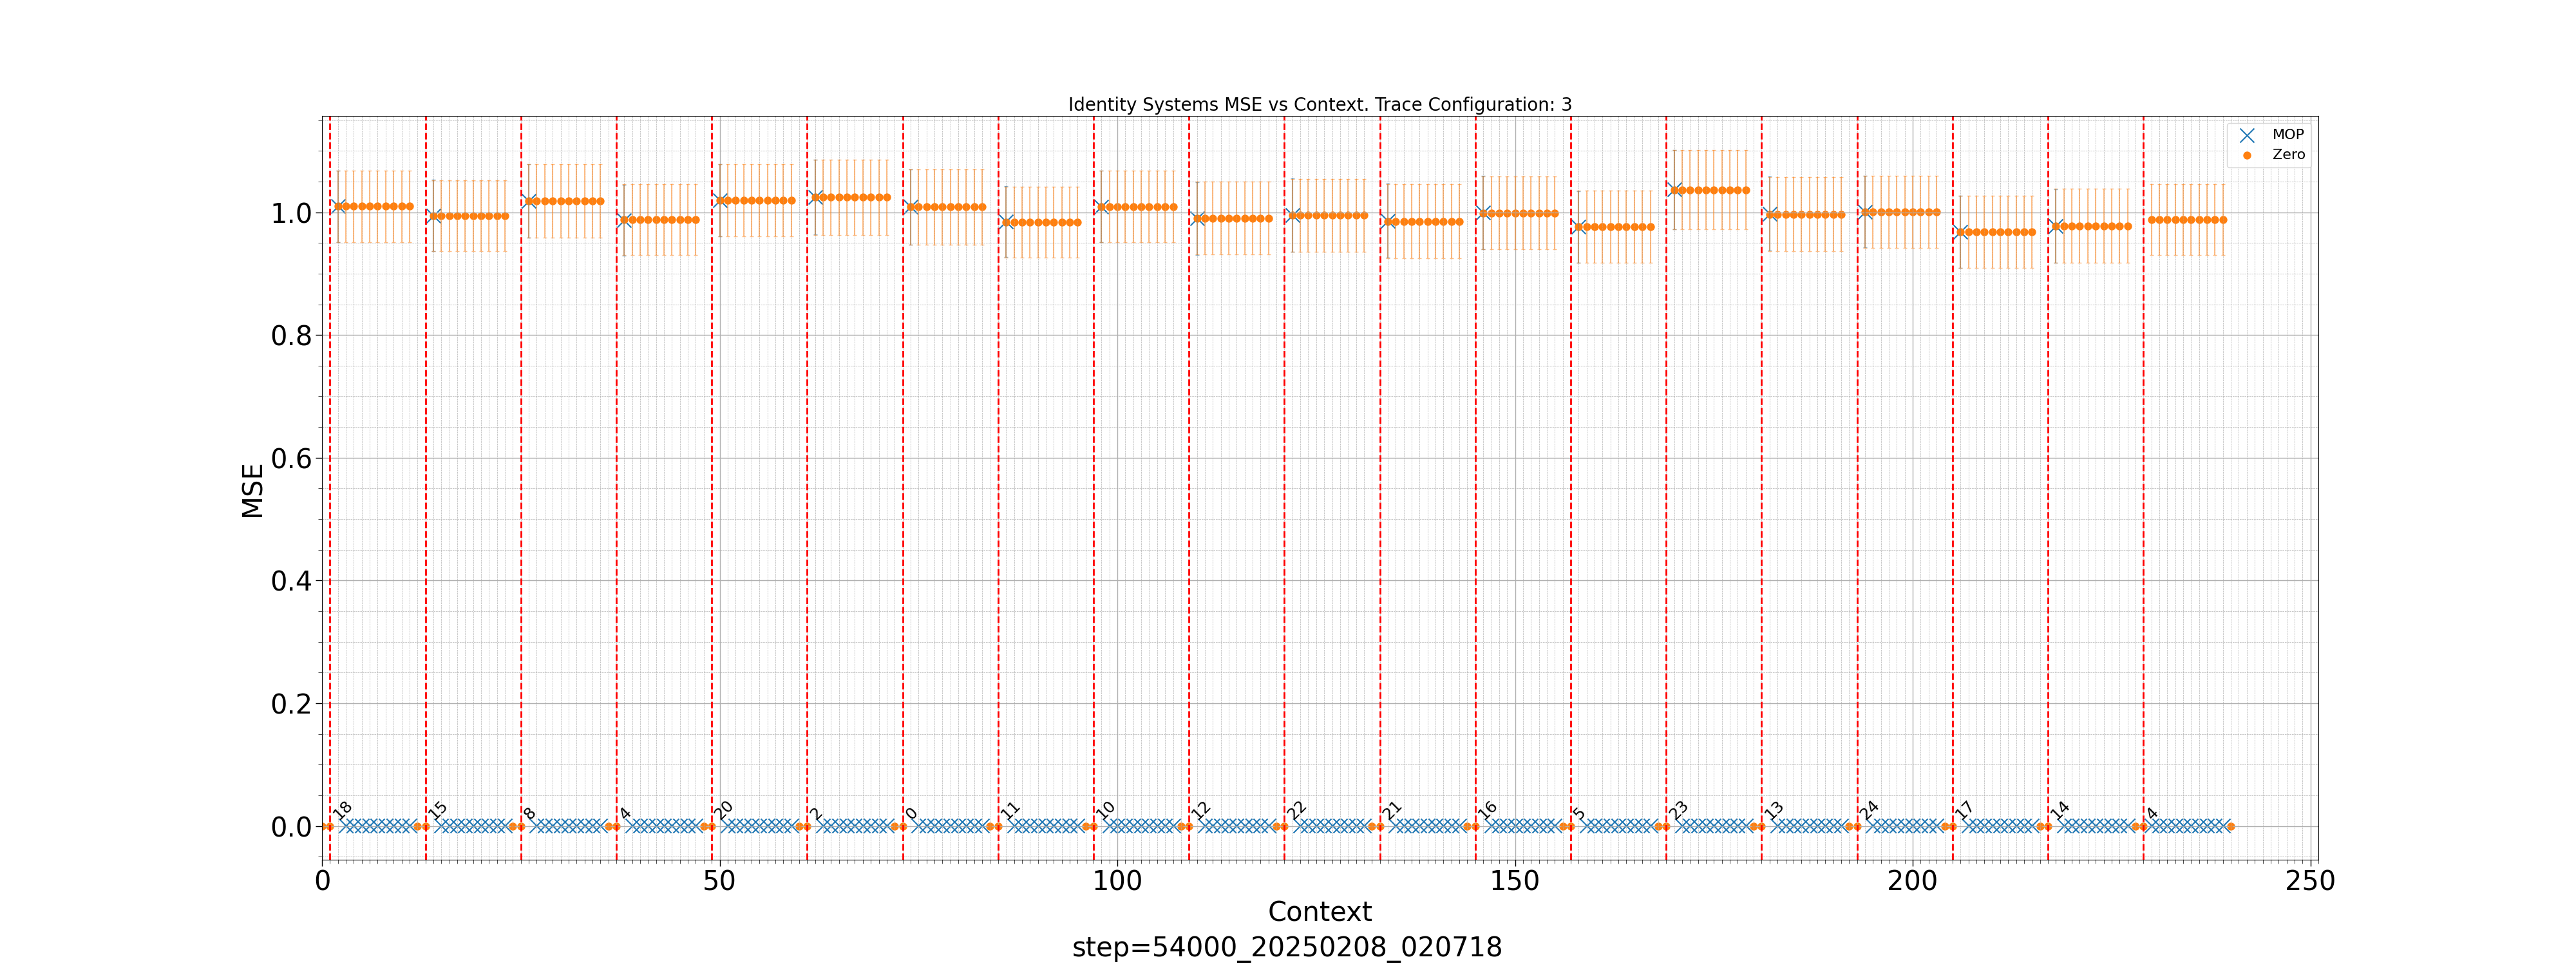 Identity Systems MSE vs Context. Trace Configuration: 3
MOP
Zero
MSE
1.0
0.8
0.6
0.4
0.2
0.0
18 15 8 4 20 2 0 11 10 12 22 21 16 5 23 13 24 17 14 4
0 50 100 150 200 250
Context
step=54000_20250208_020718